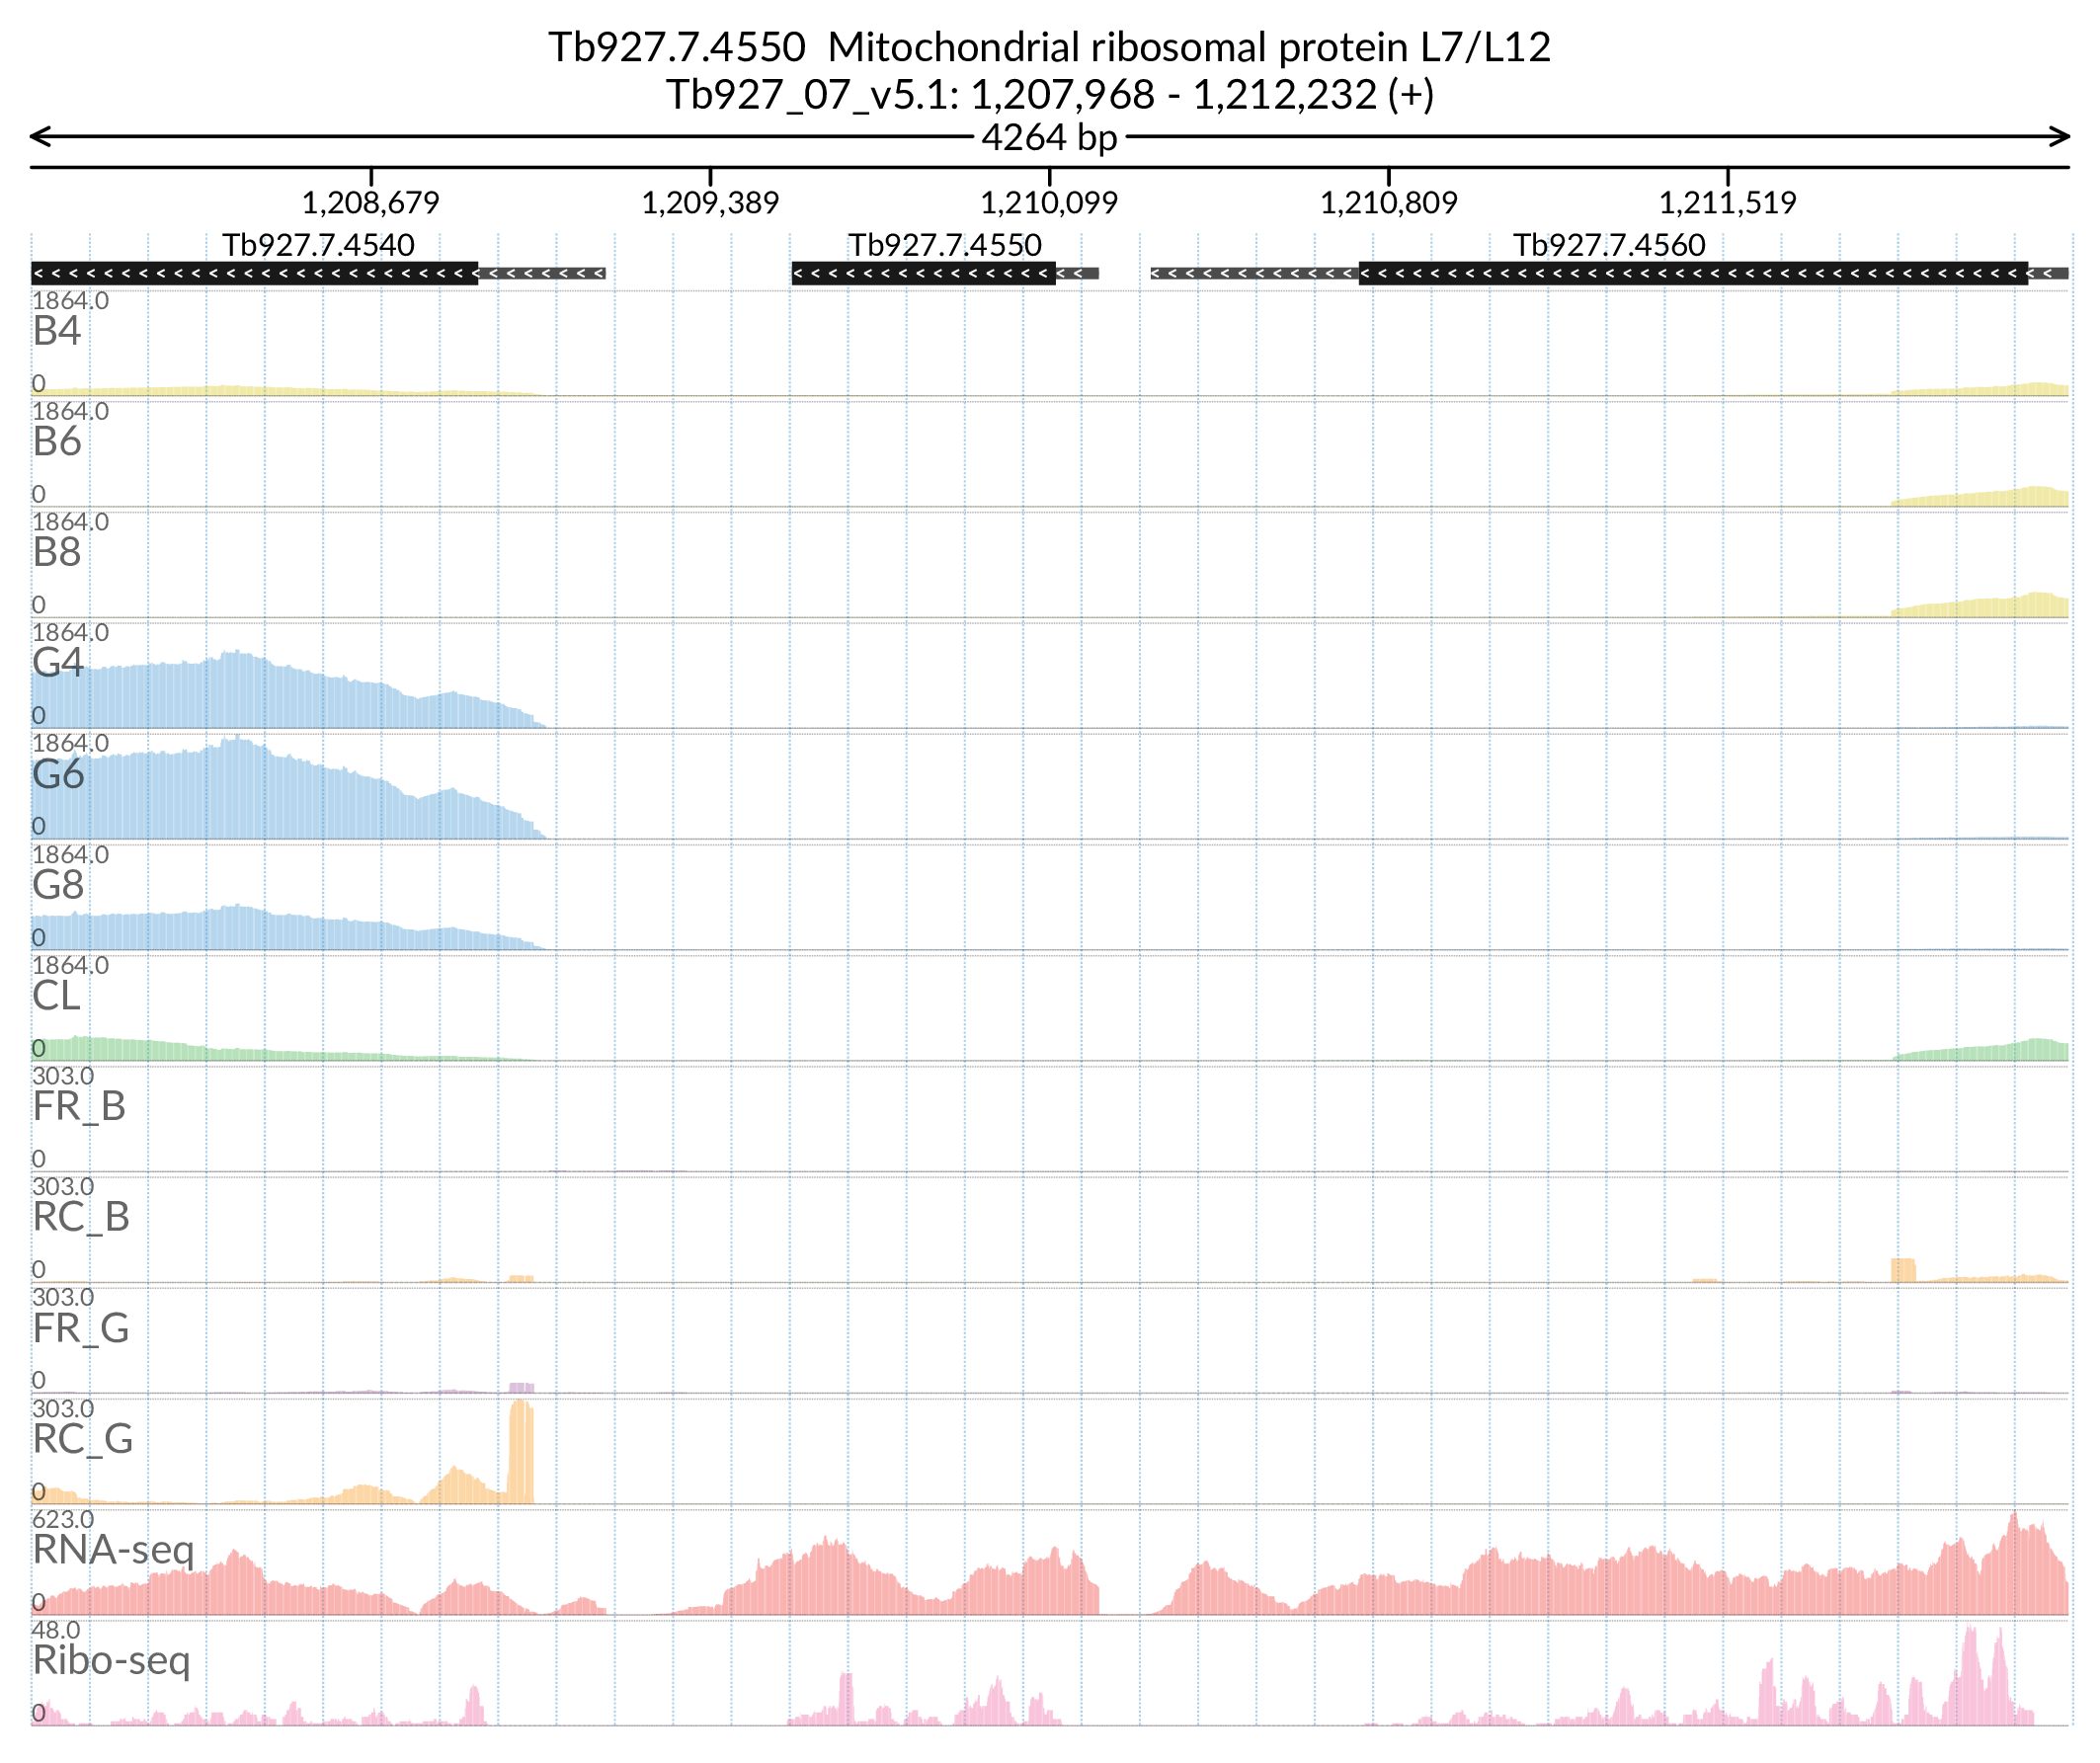 Tb927.7.4550 Mitochondrial ribosomal protein L7/L12
Tb927_07_v5.1: 1,207,968 - 1,212,232 (+)
4264 bp
1,208,679 1,209,389 1,210,099 1,210,809 1,211,519
Tb927.7.4540 Tb927.7.4550 Tb927.7.4560
1864.0
B4
0
1864.0
B6
0
1864.0
B8
0
1864.0
G4
0
1864.0
G6
0
1864.0
G8
0
1864.0
CL
0
303.0
FR_B
0
303.0
RC_B
0
303.0
FR_G
0
303.0
RC_G
0
623.0
RNA-seq
0
48.0
Ribo-seq
0